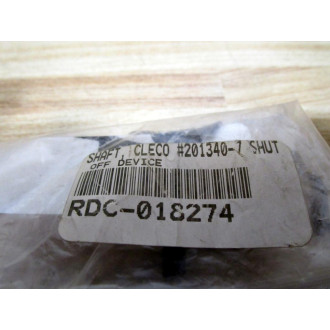 SHAFT, CLECO #201340-7 SHUT
OFF DEVICE
RDC-018274